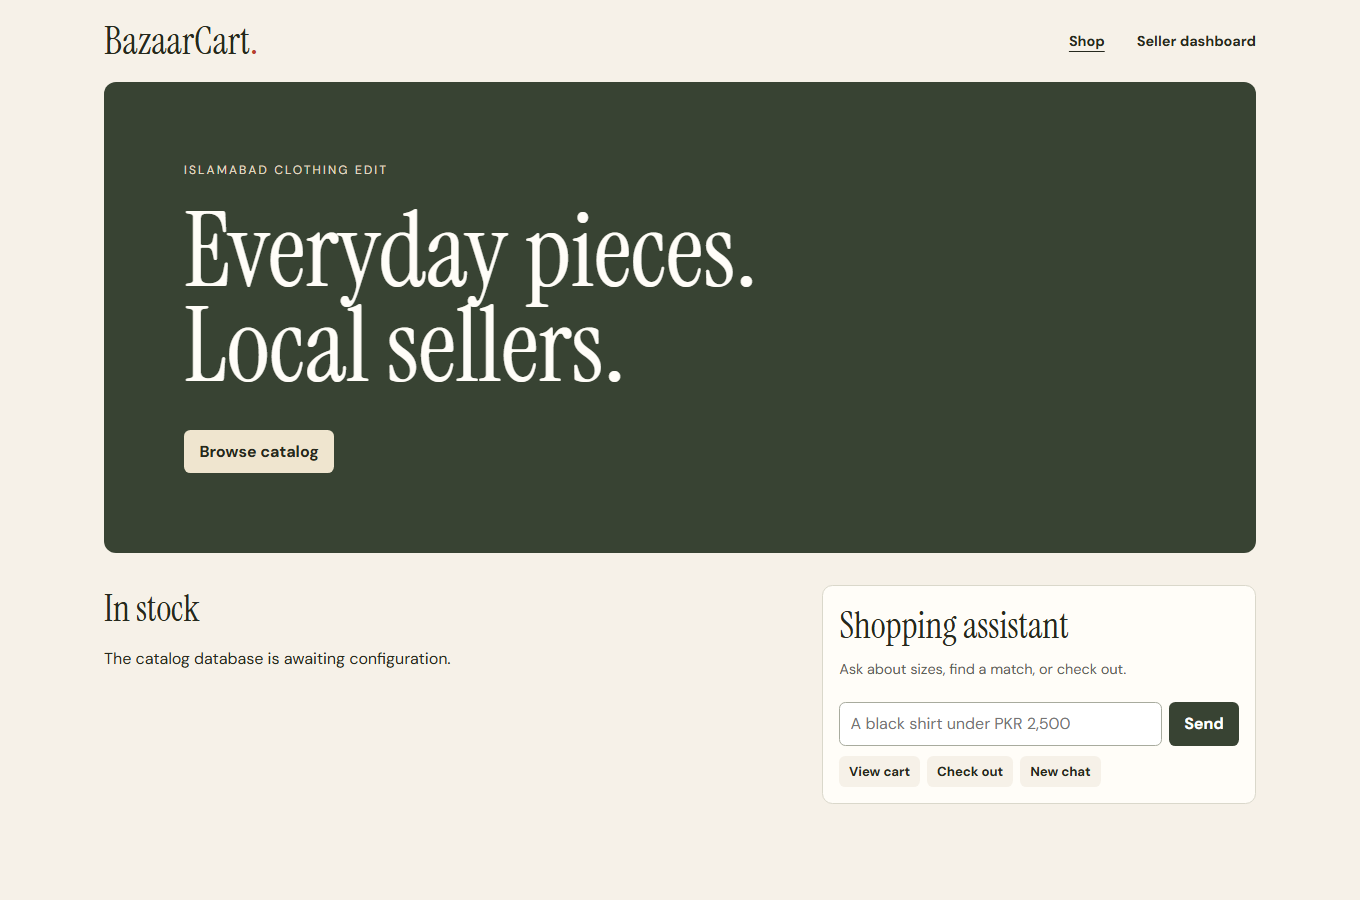 BazaarCart.
Shop
Seller dashboard
ISLAMABAD CLOTHING EDIT
Everyday pieces.
Local sellers.
Browse catalog
In stock
The catalog database is awaiting configuration.
Shopping assistant
Ask about sizes, find a match, or check out.
A black shirt under PKR 2,500
Send
View cart
Check out
New chat